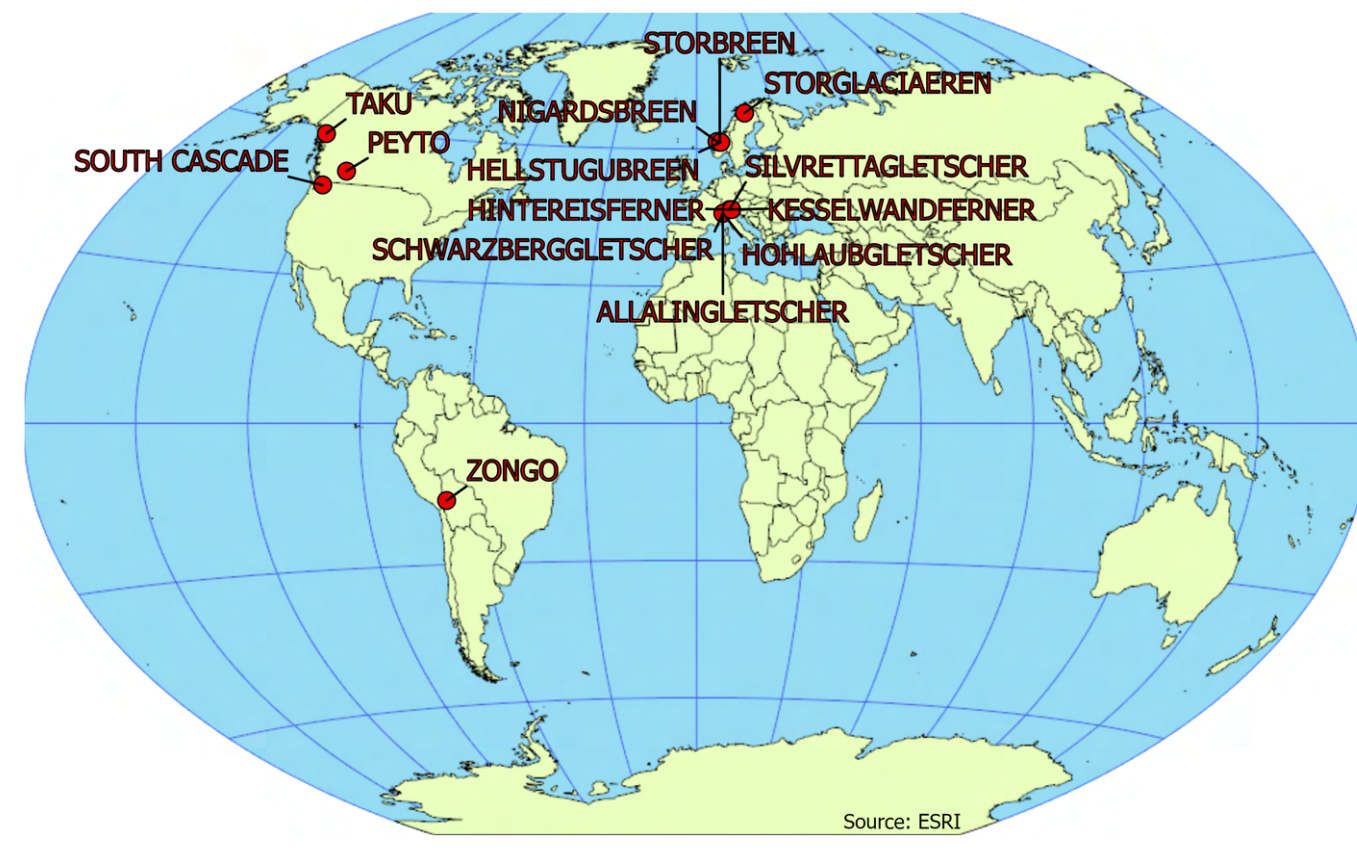 STORBREEN
STORGLACIAEREN
TAKU
NIGARDSBREEN
PEYTO
SOUTH CASCADE
HELLSTUGUBREEN
SILVRETTAGLETSCHER
HINTEREISFERNER
KESSELWANDFERNER
SCHWARZBERGGLETSCHER
HOHLAUBGLETSCHER
ALLALINGLETSCHER
ZONGO
Source: ESRI